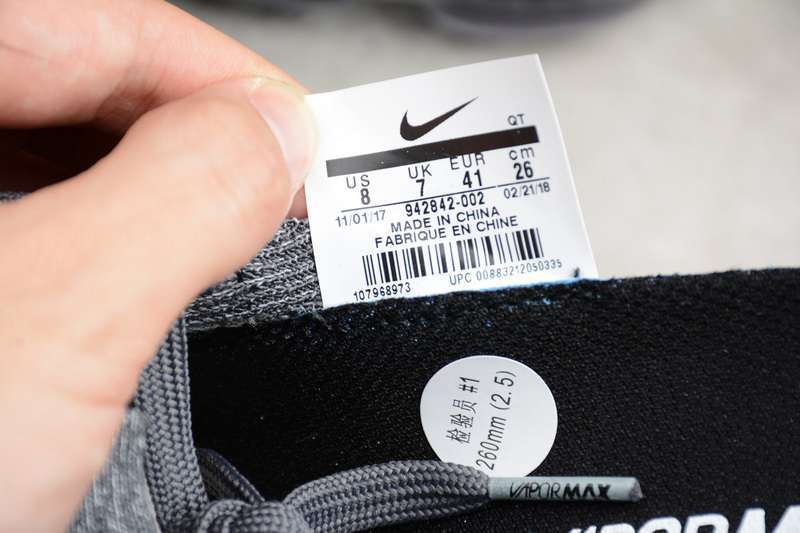 QT
US UK EUR cm
8 7 41 26
11/01/17 942842-002 02/21/18
MADE IN CHINA
FABRIQUE EN CHINE
107968973 UPC 00883212050335
检验员 #1
260mm (2.5)
VAPORMAX